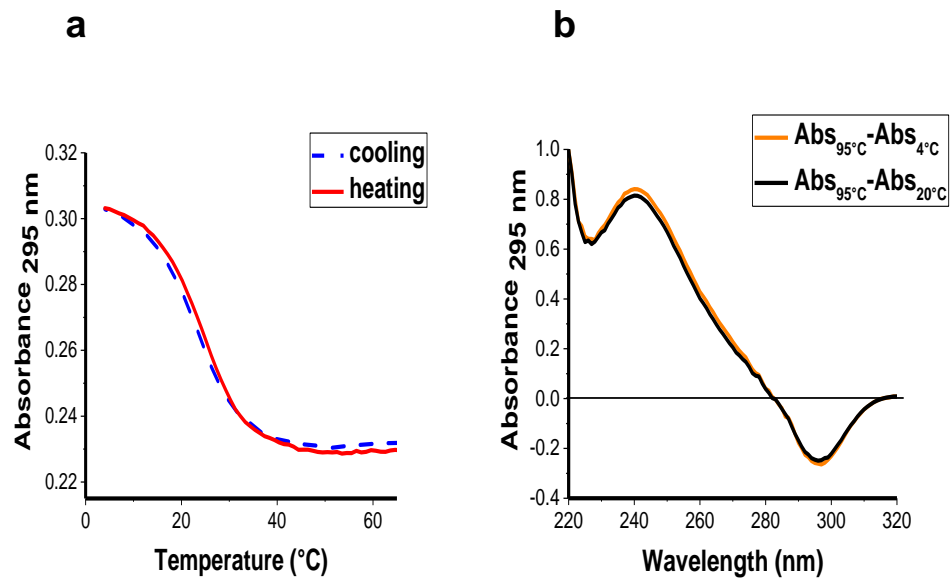 a
b
cooling
heating
Abs95°C-Abs4°C
Abs95°C-Abs20°C
Absorbance 295 nm
0.32
0.30
0.28
0.26
0.24
0.22
0
20
40
60
Temperature (°C)
Absorbance 295 nm
1.0
0.8
0.6
0.4
0.2
0.0
-0.2
-0.4
220
240
260
280
300
320
Wavelength (nm)